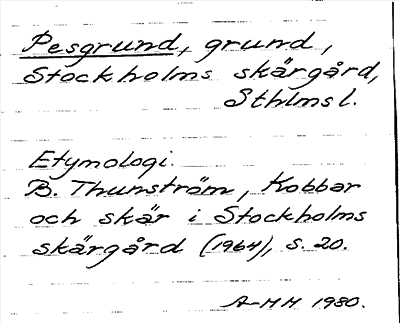 Pesgrund, grund,
Stockholms skärgård,
Sthlms l.
Etymologi.
B. Thunström, Kobbar
och skär i Stockholms
skärgård (1964), s. 20.
A-MH 1980.